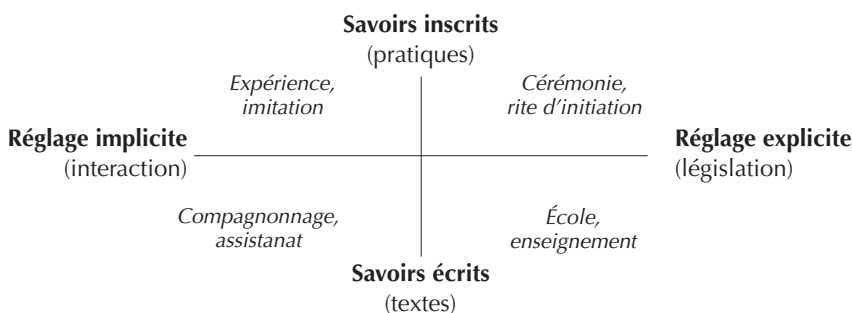 Savoirs inscrits
(pratiques)
Expérience,
imitation
Cérémonie,
rite d'initiation
Réglage implicite
(interaction)
Réglage explicite
(législation)
Compagnonnage,
assistanat
École,
enseignement
Savoirs écrits
(textes)